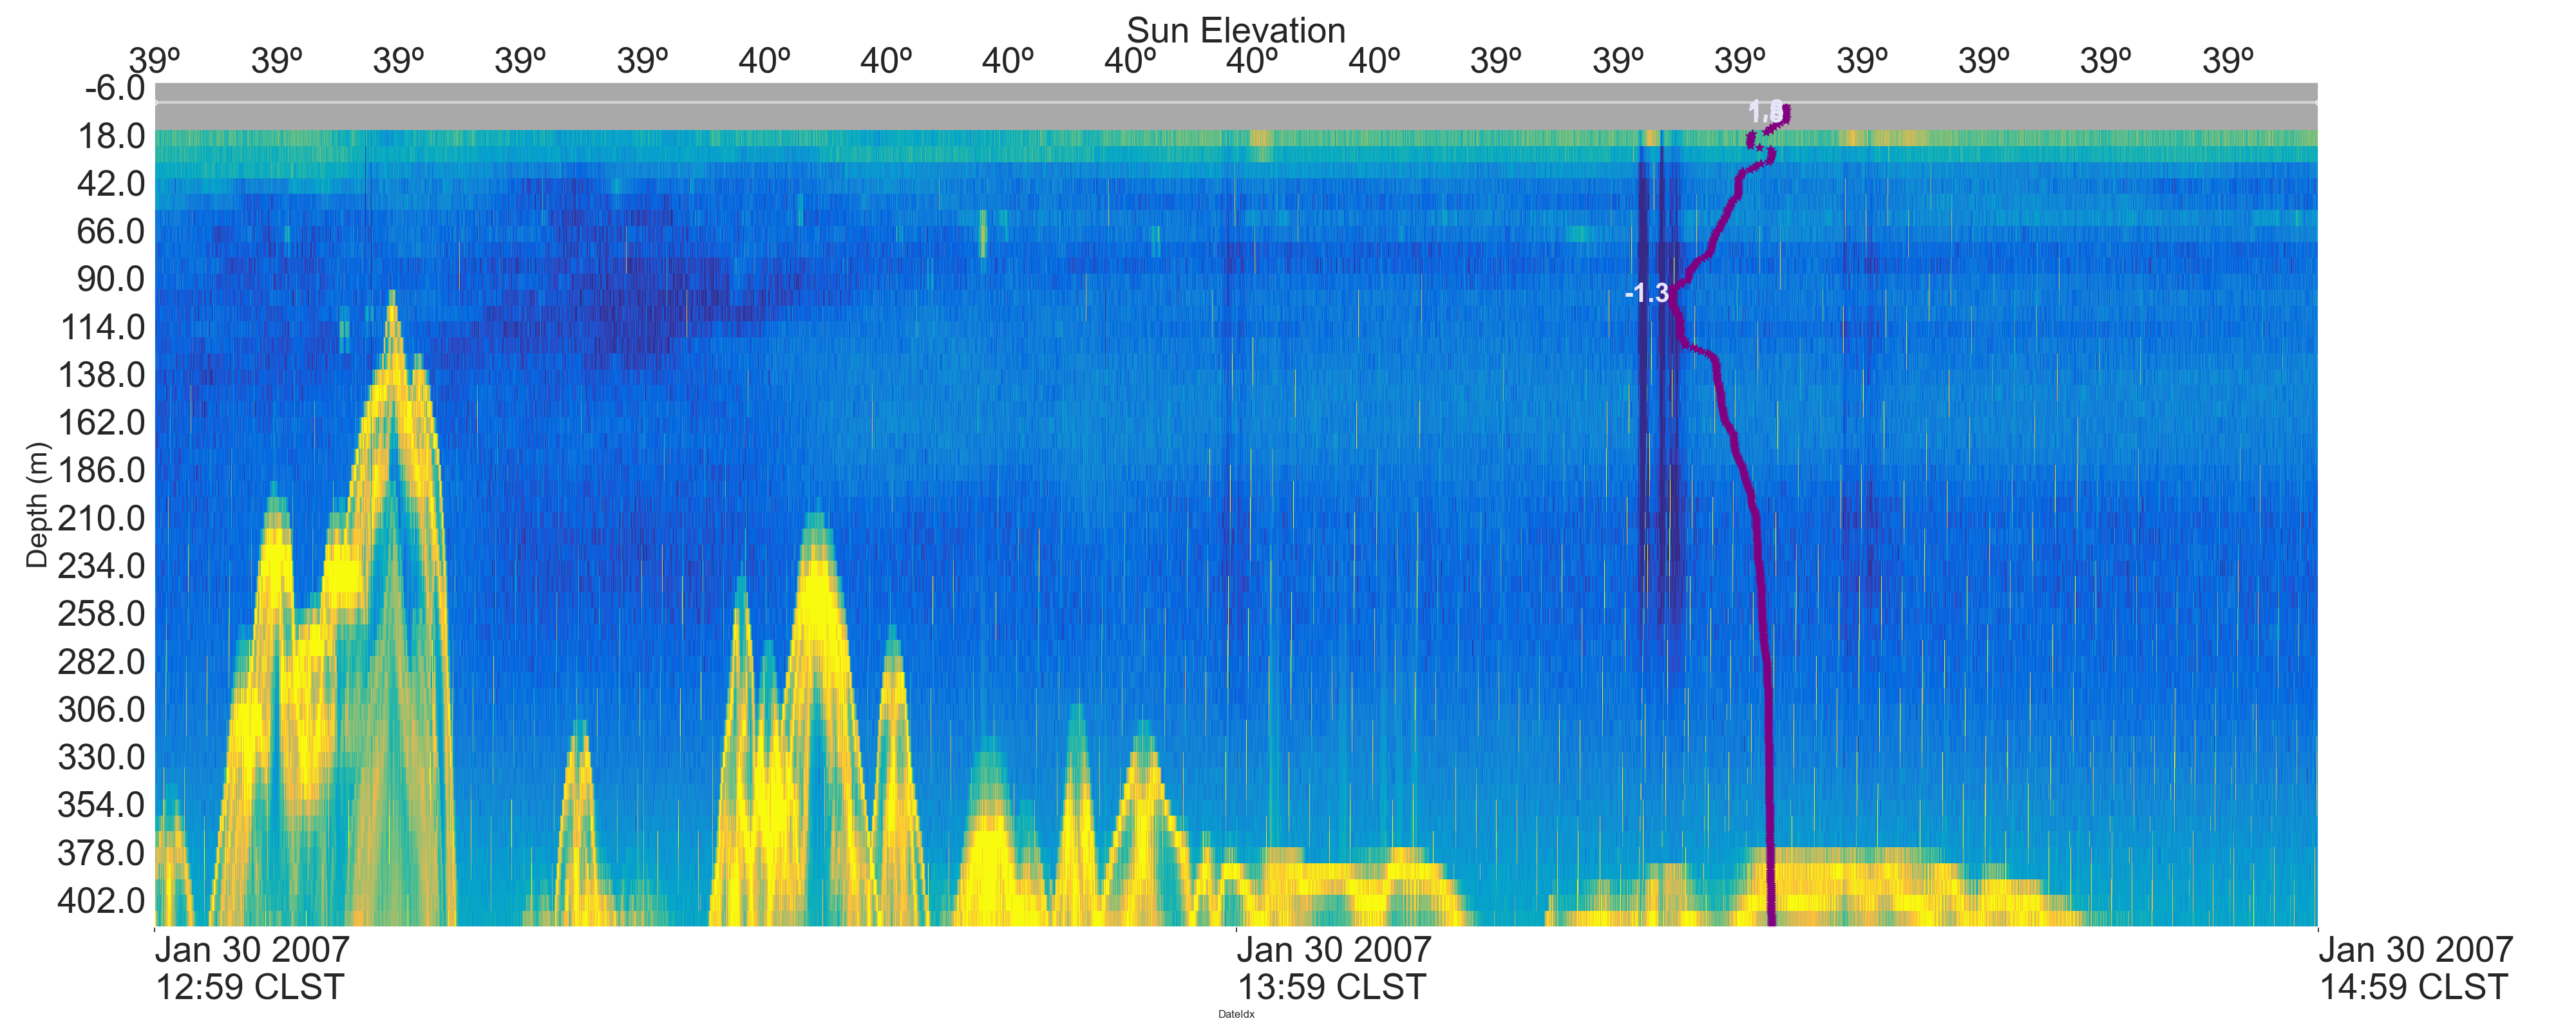 Sun Elevation
39º 39º 39º 39º 39º 40º 40º 40º 40º 40º 40º 39º 39º 39º 39º 39º 39º 39º
-6.0
18.0
42.0
66.0
90.0
114.0
138.0
162.0
186.0
210.0
234.0
258.0
282.0
306.0
330.0
354.0
378.0
402.0
Depth (m)
-1.3
Jan 30 2007
12:59 CLST
Jan 30 2007
13:59 CLST
Jan 30 2007
14:59 CLST
DateIdx